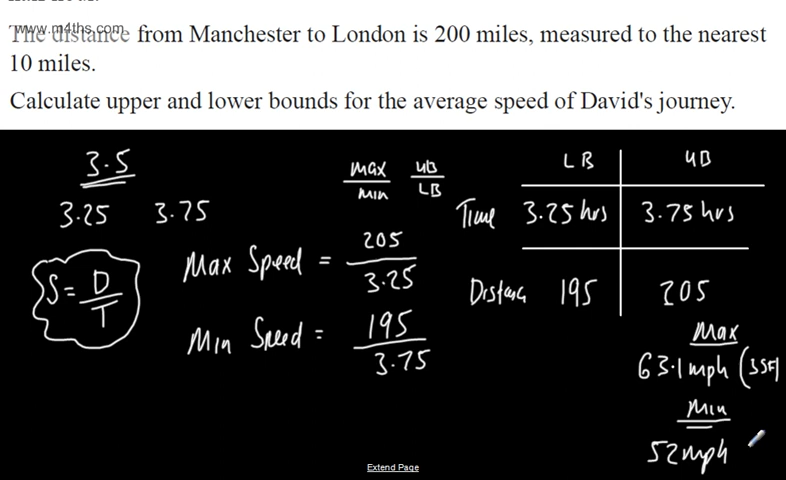 www.m4ths.com
The distance from Manchester to London is 200 miles, measured to the nearest
10 miles.
Calculate upper and lower bounds for the average speed of David's journey.
3.5
3.25 3.75
S = D/T
Max/Min UB/LB
Max Speed = 205/3.25
Min Speed = 195/3.75
LB UB
Time 3.25 hrs 3.75 hrs
Distance 195 205
Max
63.1 mph (3SF)
Min
52 mph
Extend Page